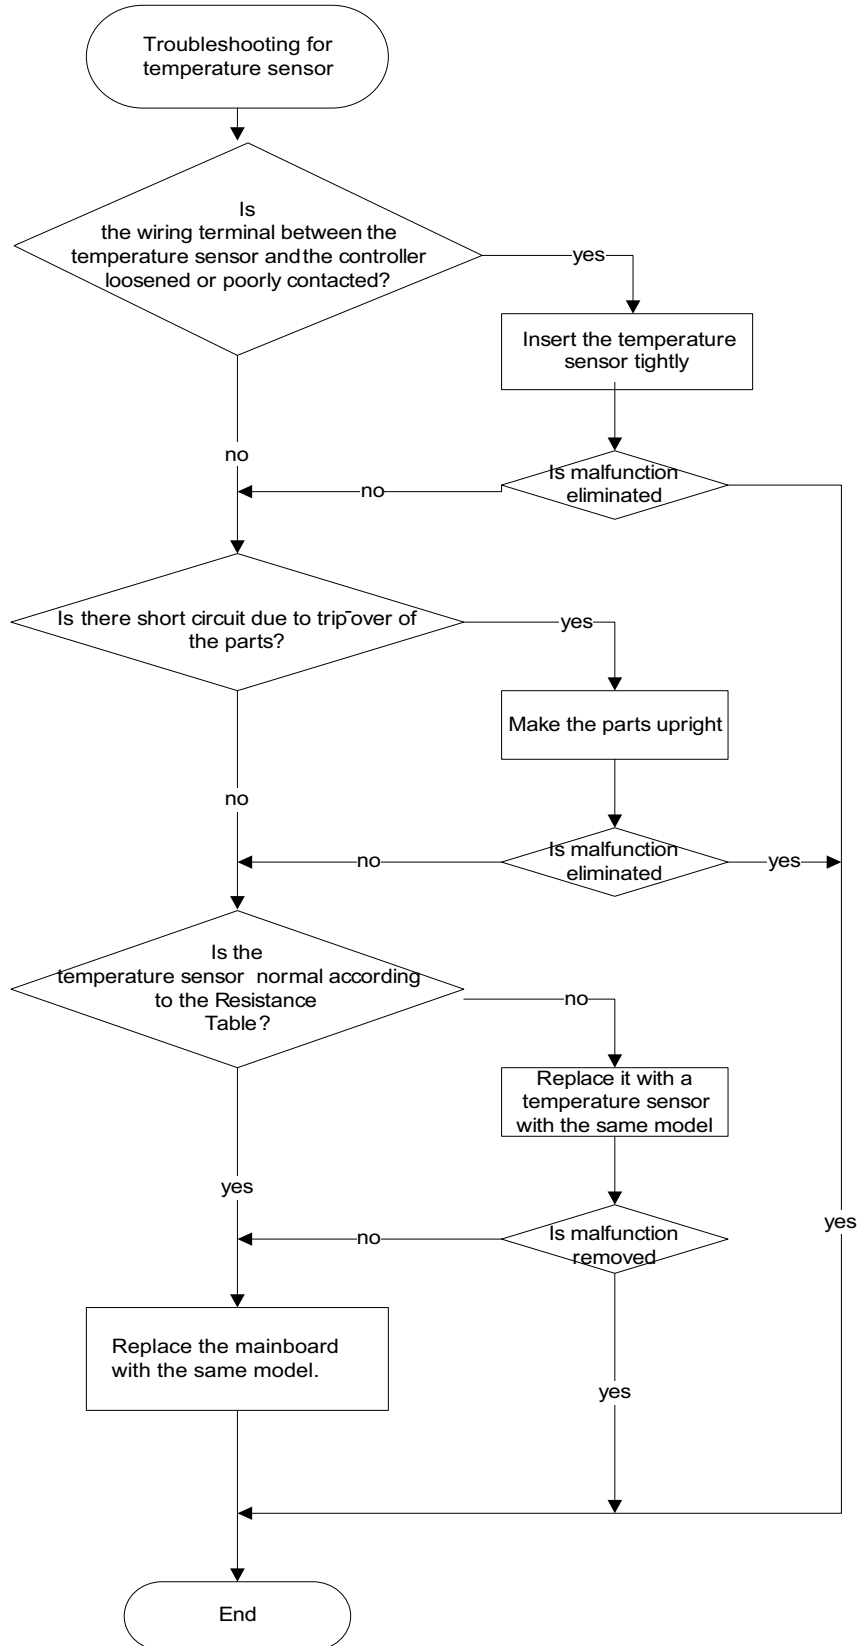 Troubleshooting for
temperature sensor
Is
the wiring terminal between the
temperature sensor and the controller
loosened or poorly contacted?
yes
Insert the temperature
sensor tightly
no
Is malfunction
eliminated
no
Is there short circuit due to trip-over of
the parts?
yes
Make the parts upright
no
Is malfunction
eliminated
no
yes
Is the
temperature sensor normal according
to the Resistance
Table?
no
Replace it with a
temperature sensor
with the same model
yes
Is malfunction
removed
no
yes
Replace the mainboard
with the same model.
yes
End